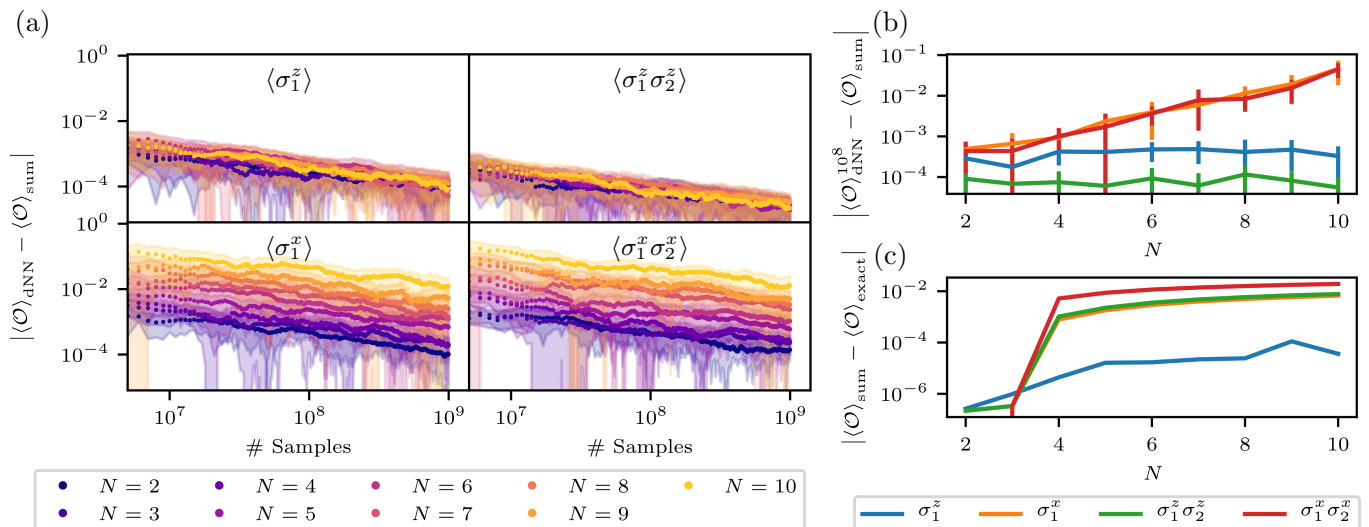 (a)
|⟨𝒪⟩_dNN − ⟨𝒪⟩_sum|
10^0
10^−2
10^−4
10^0
10^−2
10^−4
⟨σ_1^z⟩
⟨σ_1^z σ_2^z⟩
⟨σ_1^x⟩
⟨σ_1^x σ_2^x⟩
10^7 10^8 10^9 10^7 10^8 10^9
# Samples # Samples
N = 2 N = 4 N = 6 N = 8 N = 10
N = 3 N = 5 N = 7 N = 9
(b)
|⟨𝒪⟩_dNN^{10^8} − ⟨𝒪⟩_sum|
10^−1
10^−2
10^−3
10^−4
2 4 6 8 10
N
(c)
|⟨𝒪⟩_sum − ⟨𝒪⟩_exact|
10^−2
10^−4
10^−6
2 4 6 8 10
N
σ_1^z σ_1^x σ_1^z σ_2^z σ_1^x σ_2^x